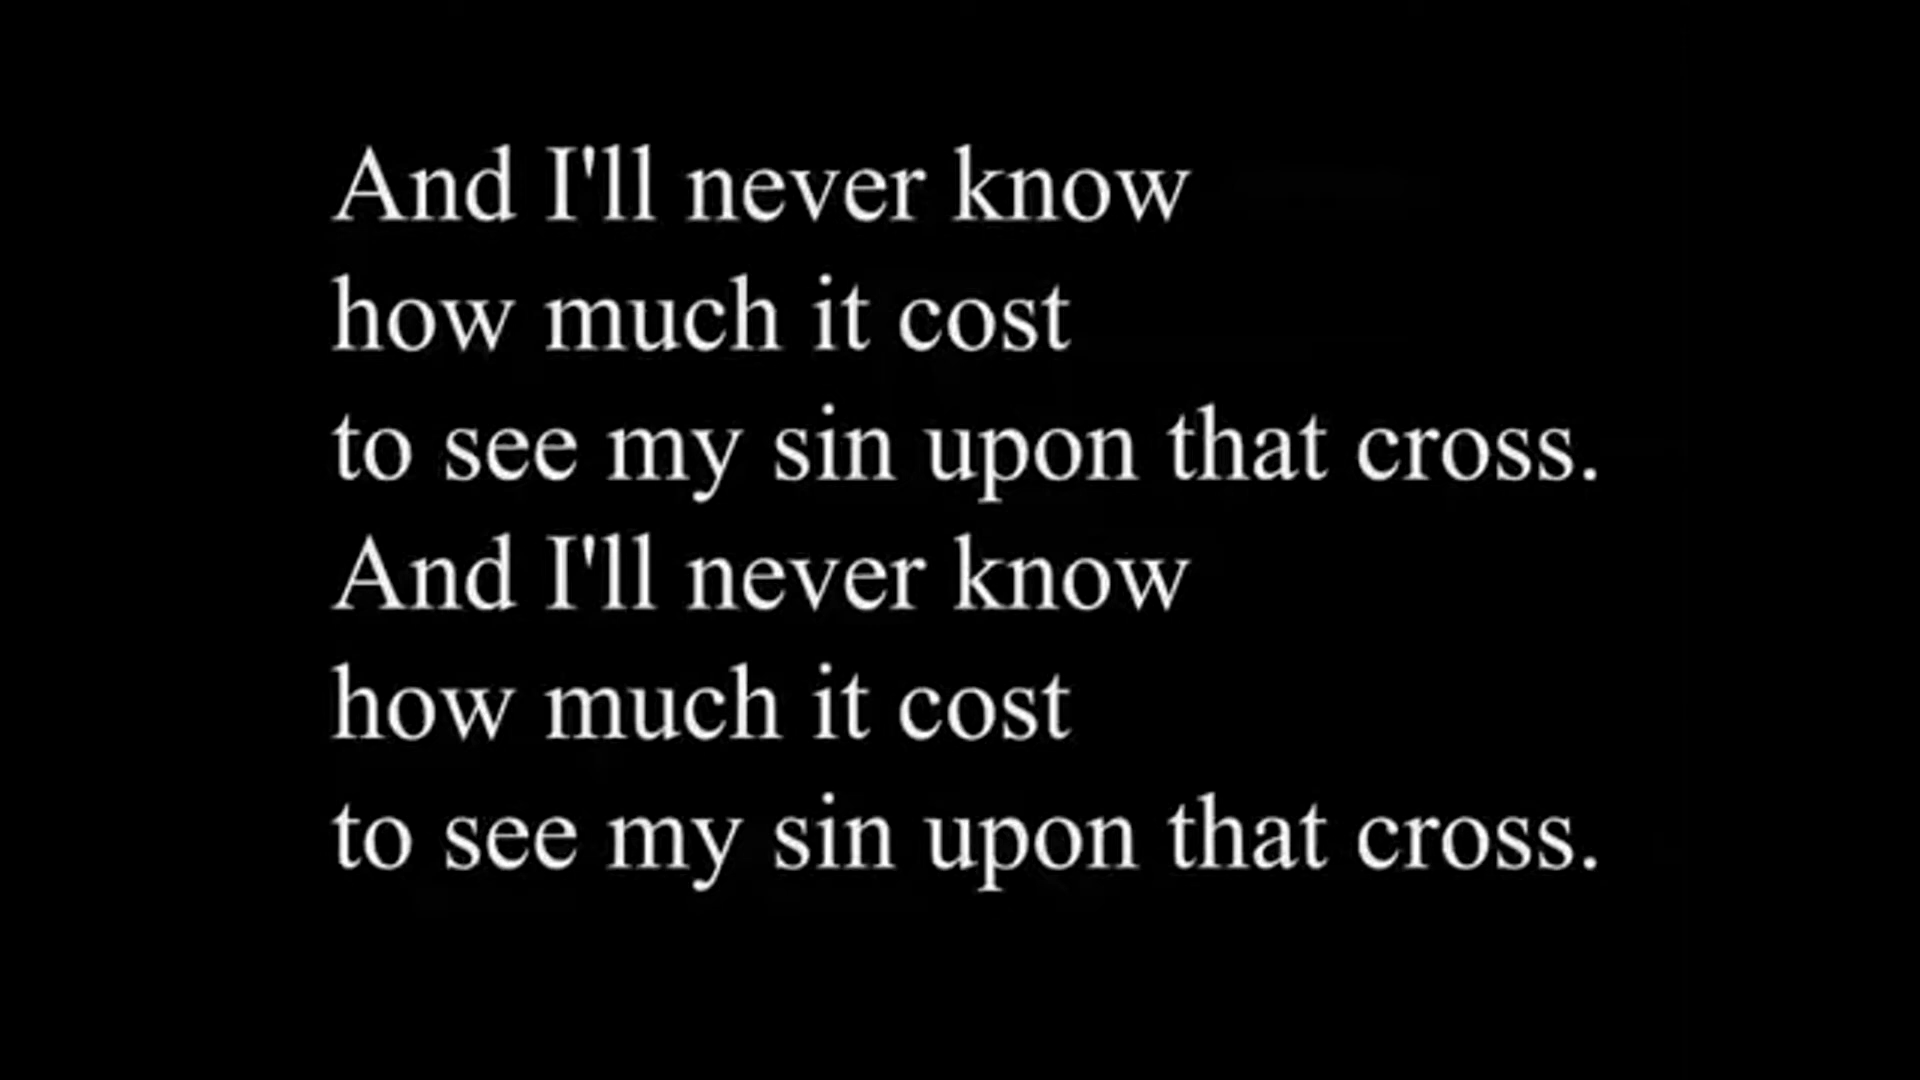 And I'll never know
how much it cost
to see my sin upon that cross.
And I'll never know
how much it cost
to see my sin upon that cross.